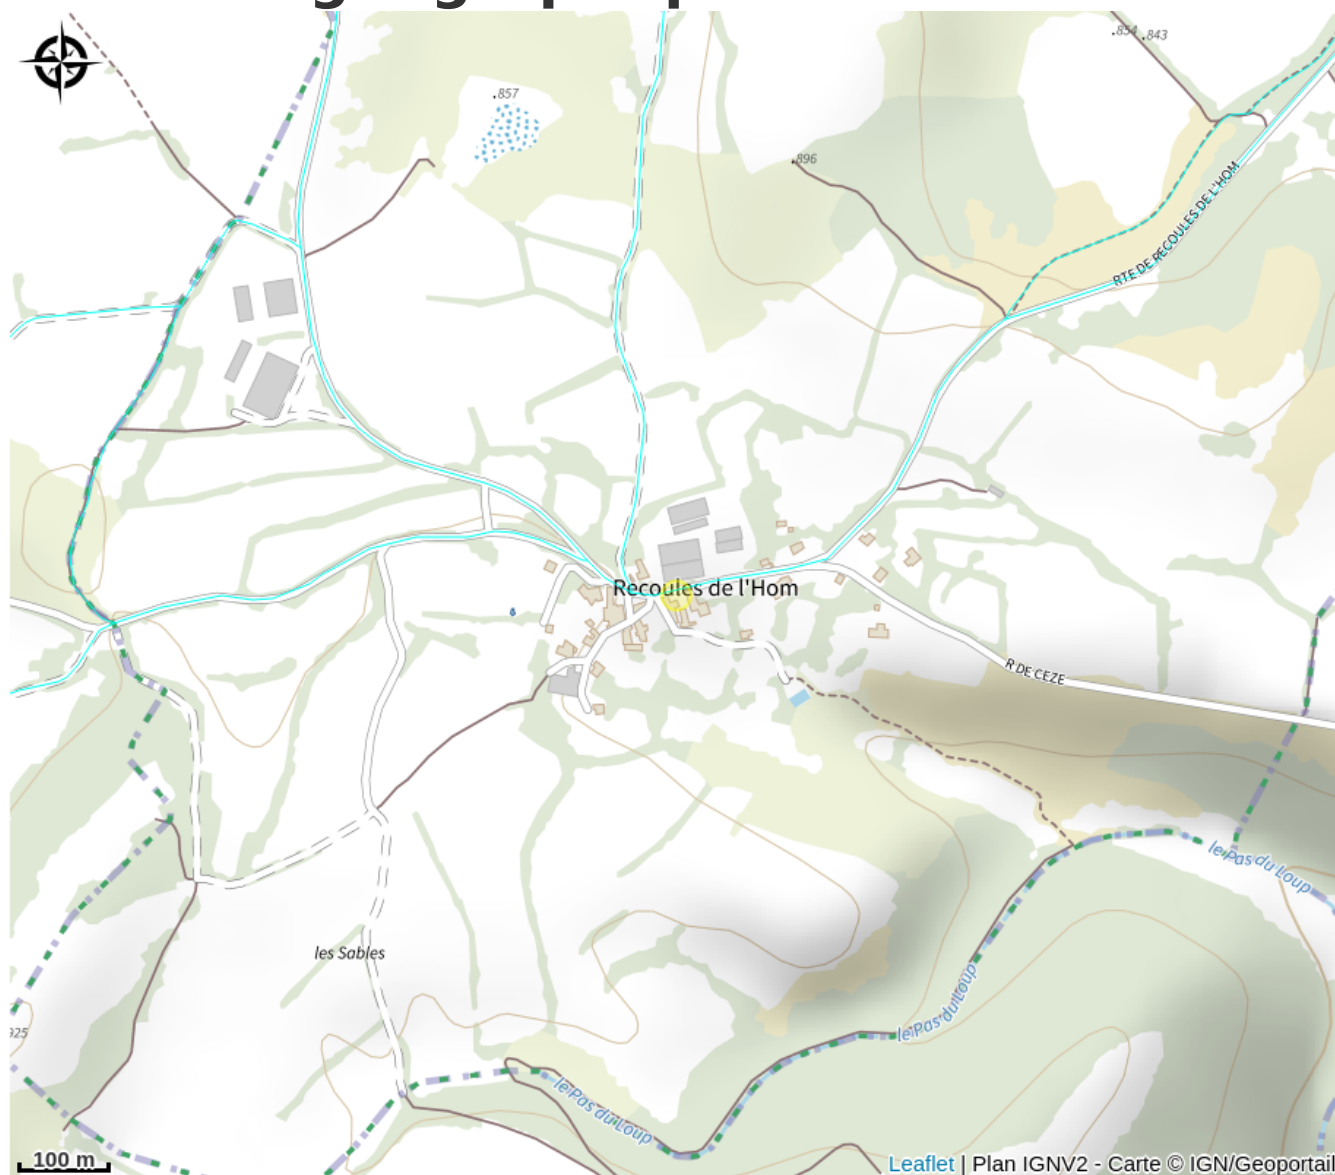 .854 .843
.857
.896
RTE DE RECOULES DE L'HOM
Recoules de l'Hom
R DE CEZE
le Pas du Loup
les Sables
le Pas du Loup
925
le Pas du Loup
100 m
Leaflet | Plan IGNV2 - Carte © IGN/Geoportail